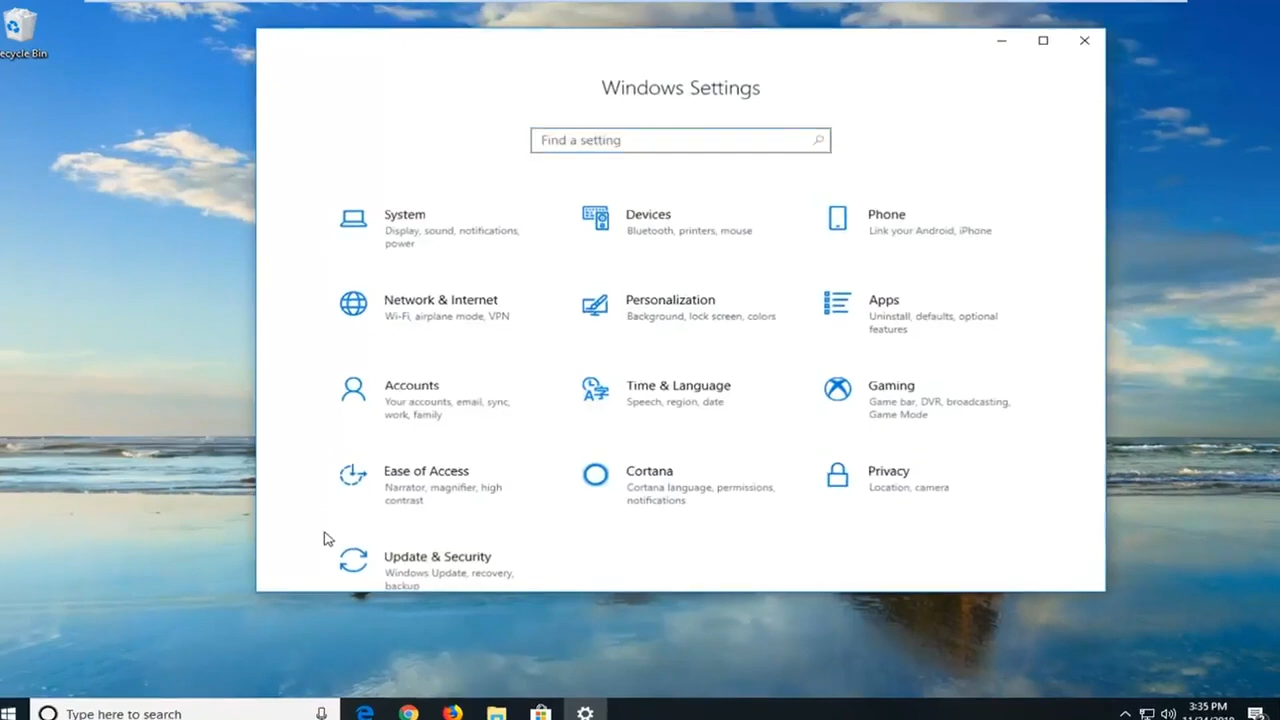 ecycle Bin
Windows Settings
Find a setting
System
Display, sound, notifications,
power
Devices
Bluetooth, printers, mouse
Phone
Link your Android, iPhone
Network & Internet
Wi-Fi, airplane mode, VPN
Personalization
Background, lock screen, colors
Apps
Uninstall, defaults, optional
features
Accounts
Your accounts, email, sync,
work, family
Time & Language
Speech, region, date
Gaming
Game bar, DVR, broadcasting,
Game Mode
Ease of Access
Narrator, magnifier, high
contrast
Cortana
Cortana language, permissions,
notifications
Privacy
Location, camera
Update & Security
Windows Update, recovery,
backup
Type here to search
3:35 PM